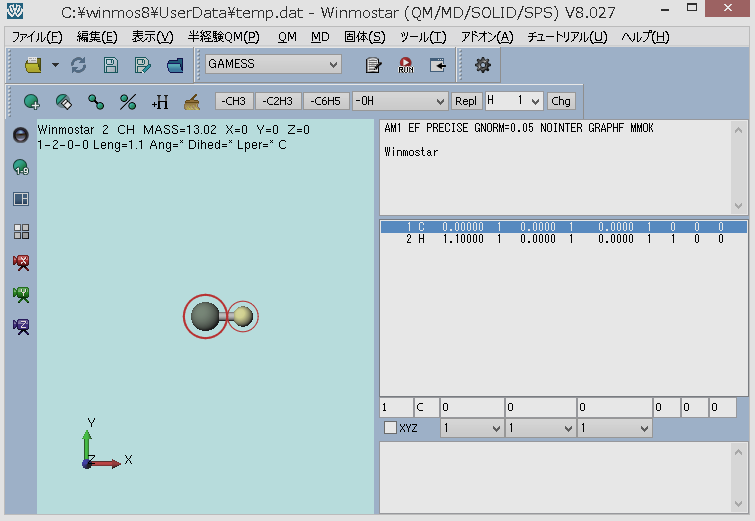 C:¥winmos8¥UserData¥temp.dat - Winmostar (QM/MD/SOLID/SPS) V8.027
ファイル(F) 編集(E) 表示(V) 半経験QM(P) QM MD 固体(S) ツール(T) アドオン(A) チュートリアル(U) ヘルプ(H)
GAMESS RUN
+H -CH3 -C2H3 -C6H5 -OH Repl H 1 Chg
Winmostar 2 CH MASS=13.02 X=0 Y=0 Z=0
1-2-0-0 Leng=1.1 Ang=* Dihed=* Lper=* C
1-9
X
Y
Z
Y
Z X
AM1 EF PRECISE GNORM=0.05 NOINTER GRAPHF MMOK
Winmostar
1 C 0.00000 1 0.0000 1 0.0000 1 0 0 0
2 H 1.10000 1 0.0000 1 0.0000 1 1 0 0
1 C 0 0 0 0 0 0
XYZ 1 1 1